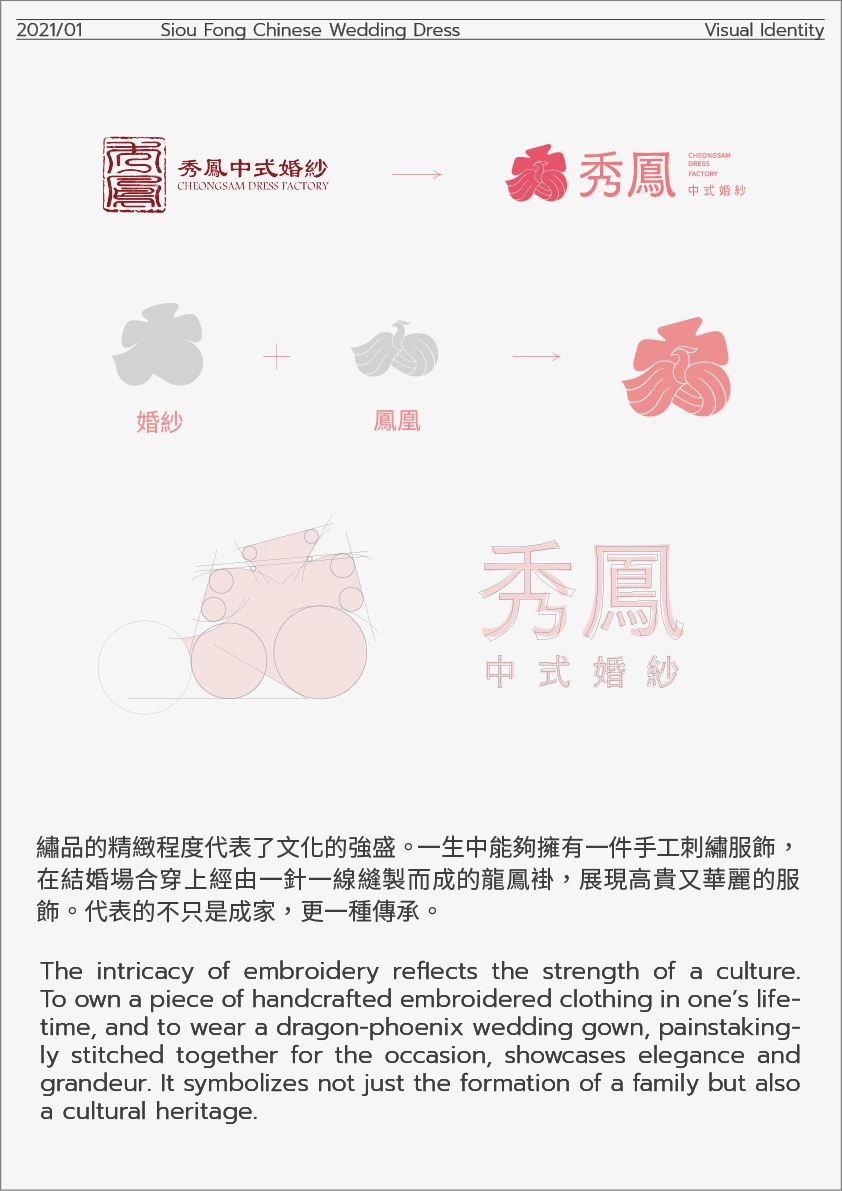 2021/01 Siou Fong Chinese Wedding Dress Visual Identity
秀鳳中式婚紗
CHEONGSAM DRESS FACTORY
秀鳳
CHEONGSAM
DRESS
FACTORY
中式婚紗
婚紗
鳳凰
秀鳳
中式婚紗
繡品的精緻程度代表了文化的強盛。一生中能夠擁有一件手工刺繡服飾，
在結婚場合穿上經由一針一線縫製而成的龍鳳褂，展現高貴又華麗的服
飾。代表的不只是成家，更一種傳承。
The intricacy of embroidery reflects the strength of a culture.
To own a piece of handcrafted embroidered clothing in one’s life-
time, and to wear a dragon-phoenix wedding gown, painstaking-
ly stitched together for the occasion, showcases elegance and
grandeur. It symbolizes not just the formation of a family but also
a cultural heritage.